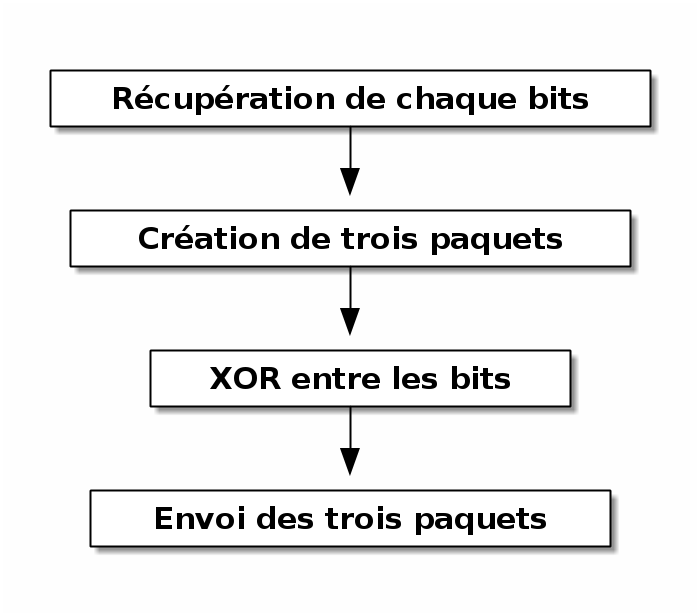 Récupération de chaque bits
Création de trois paquets
XOR entre les bits
Envoi des trois paquets